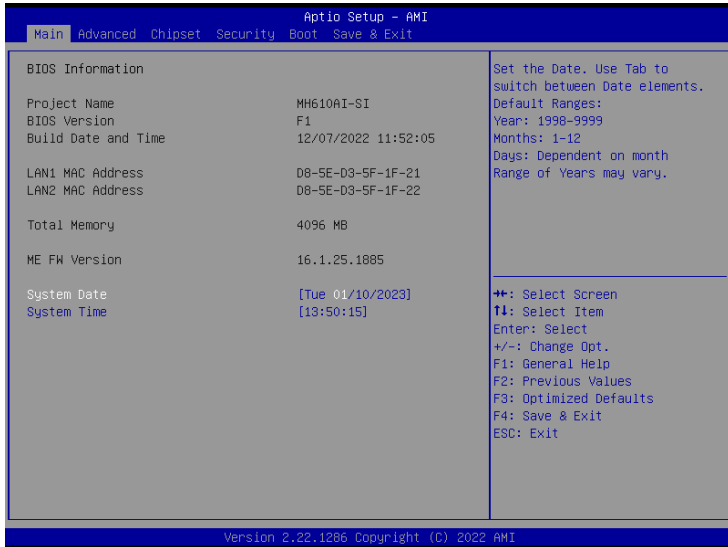 Aptio Setup – AMI
Main Advanced Chipset Security Boot Save & Exit
BIOS Information
Project Name MH610AI-SI
BIOS Version F1
Build Date and Time 12/07/2022 11:52:05
LAN1 MAC Address D8-5E-D3-5F-1F-21
LAN2 MAC Address D8-5E-D3-5F-1F-22
Total Memory 4096 MB
ME FW Version 16.1.25.1885
System Date [Tue 01/10/2023]
System Time [13:50:15]
Set the Date. Use Tab to
switch between Date elements.
Default Ranges:
Year: 1998-9999
Months: 1-12
Days: Dependent on month
Range of Years may vary.
→←: Select Screen
↑↓: Select Item
Enter: Select
+/-: Change Opt.
F1: General Help
F2: Previous Values
F3: Optimized Defaults
F4: Save & Exit
ESC: Exit
Version 2.22.1286 Copyright (C) 2022 AMI